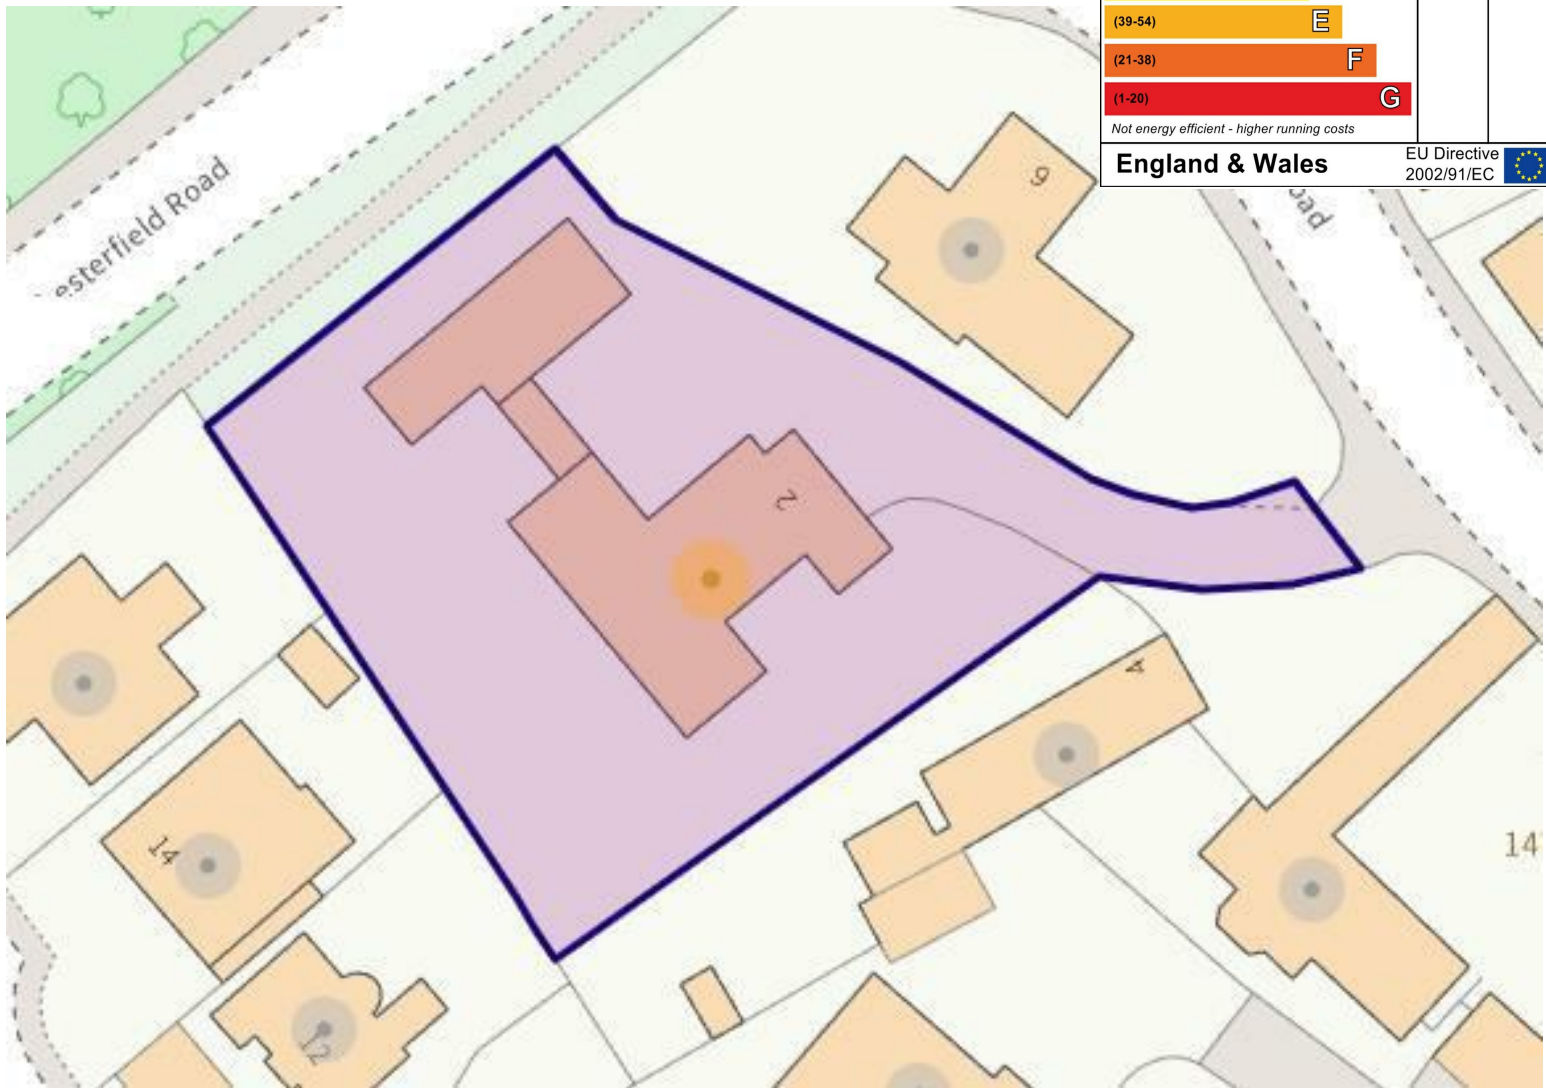 (39-54) E
(21-38) F
(1-20) G
Not energy efficient - higher running costs
England & Wales
EU Directive
2002/91/EC
esterfield Road
oad
9
2
4
14
14
12